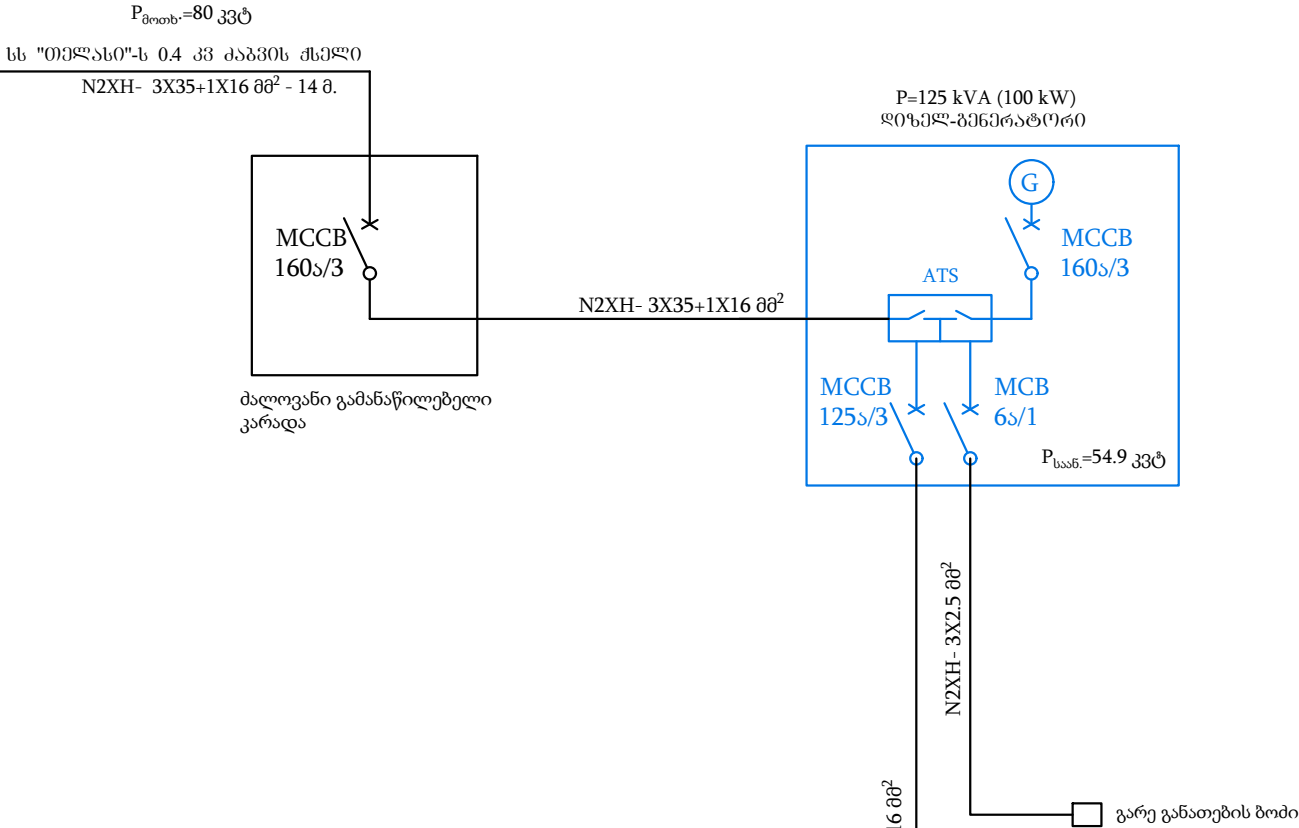 Pმოთხ.=80 კვტ
სს "თელასი"-ს 0.4 კვ ძაბვის ქსელი
N2XH- 3X35+1X16 მმ² - 14 მ.
P=125 kVA (100 kW)
დიზელ-გენერატორი
G
MCCB
160ა/3
MCCB
160ა/3
ATS
N2XH- 3X35+1X16 მმ²
MCCB
125ა/3
MCB
6ა/1
ძალოვანი გამანაწილებელი
კარადა
Pსაან.=54.9 კვტ
N2XH- 3X2.5 მმ²
16 მმ²
გარე განათების ბოძი